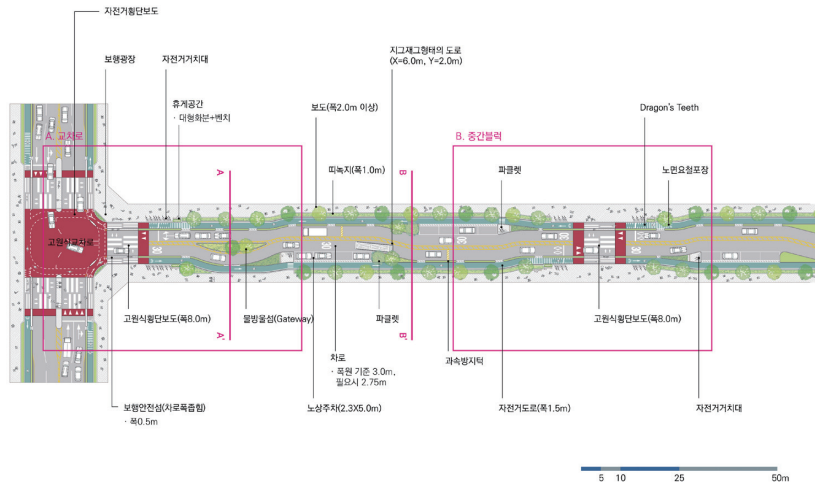 자전거횡단보도
보행광장
자전거거치대
지그재그형태의 도로
(X=6.0m, Y=2.0m)
휴게공간
· 대형화분+벤치
보도(폭2.0m 이상)
Dragon's Teeth
A. 교차로
B. 중간블럭
띠녹지(폭1.0m)
파클렛
노면요철포장
A
B
고원식교차로
30
30
30
30
30
고원식횡단보도(폭8.0m)
물방울섬(Gateway)
파클렛
고원식횡단보도(폭8.0m)
A'
B'
차로
· 폭원 기준 3.0m,
필요시 2.75m
과속방지턱
보행안전섬(차로폭좁힘)
· 폭0.5m
노상주차(2.3X5.0m)
자전거도로(폭1.5m)
자전거거치대
5 10 25 50m